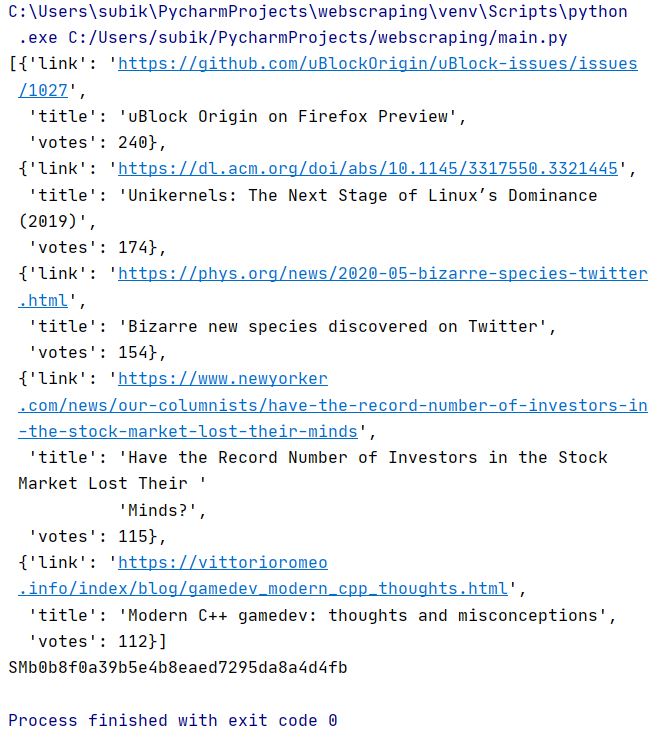 C:\Users\subik\PycharmProjects\webscraping\venv\Scripts\python
.exe C:/Users/subik/PycharmProjects/webscraping/main.py
[{'link': 'https://github.com/uBlockOrigin/uBlock-issues/issues
/1027',
'title': 'uBlock Origin on Firefox Preview',
'votes': 240},
{'link': 'https://dl.acm.org/doi/abs/10.1145/3317550.3321445',
'title': 'Unikernels: The Next Stage of Linux’s Dominance
(2019)',
'votes': 174},
{'link': 'https://phys.org/news/2020-05-bizarre-species-twitter
.html',
'title': 'Bizarre new species discovered on Twitter',
'votes': 154},
{'link': 'https://www.newyorker
.com/news/our-columnists/have-the-record-number-of-investors-in
-the-stock-market-lost-their-minds',
'title': 'Have the Record Number of Investors in the Stock
Market Lost Their '
'Minds?',
'votes': 115},
{'link': 'https://vittorioromeo
.info/index/blog/gamedev_modern_cpp_thoughts.html',
'title': 'Modern C++ gamedev: thoughts and misconceptions',
'votes': 112}]
SMb0b8f0a39b5e4b8eaed7295da8a4d4fb
Process finished with exit code 0